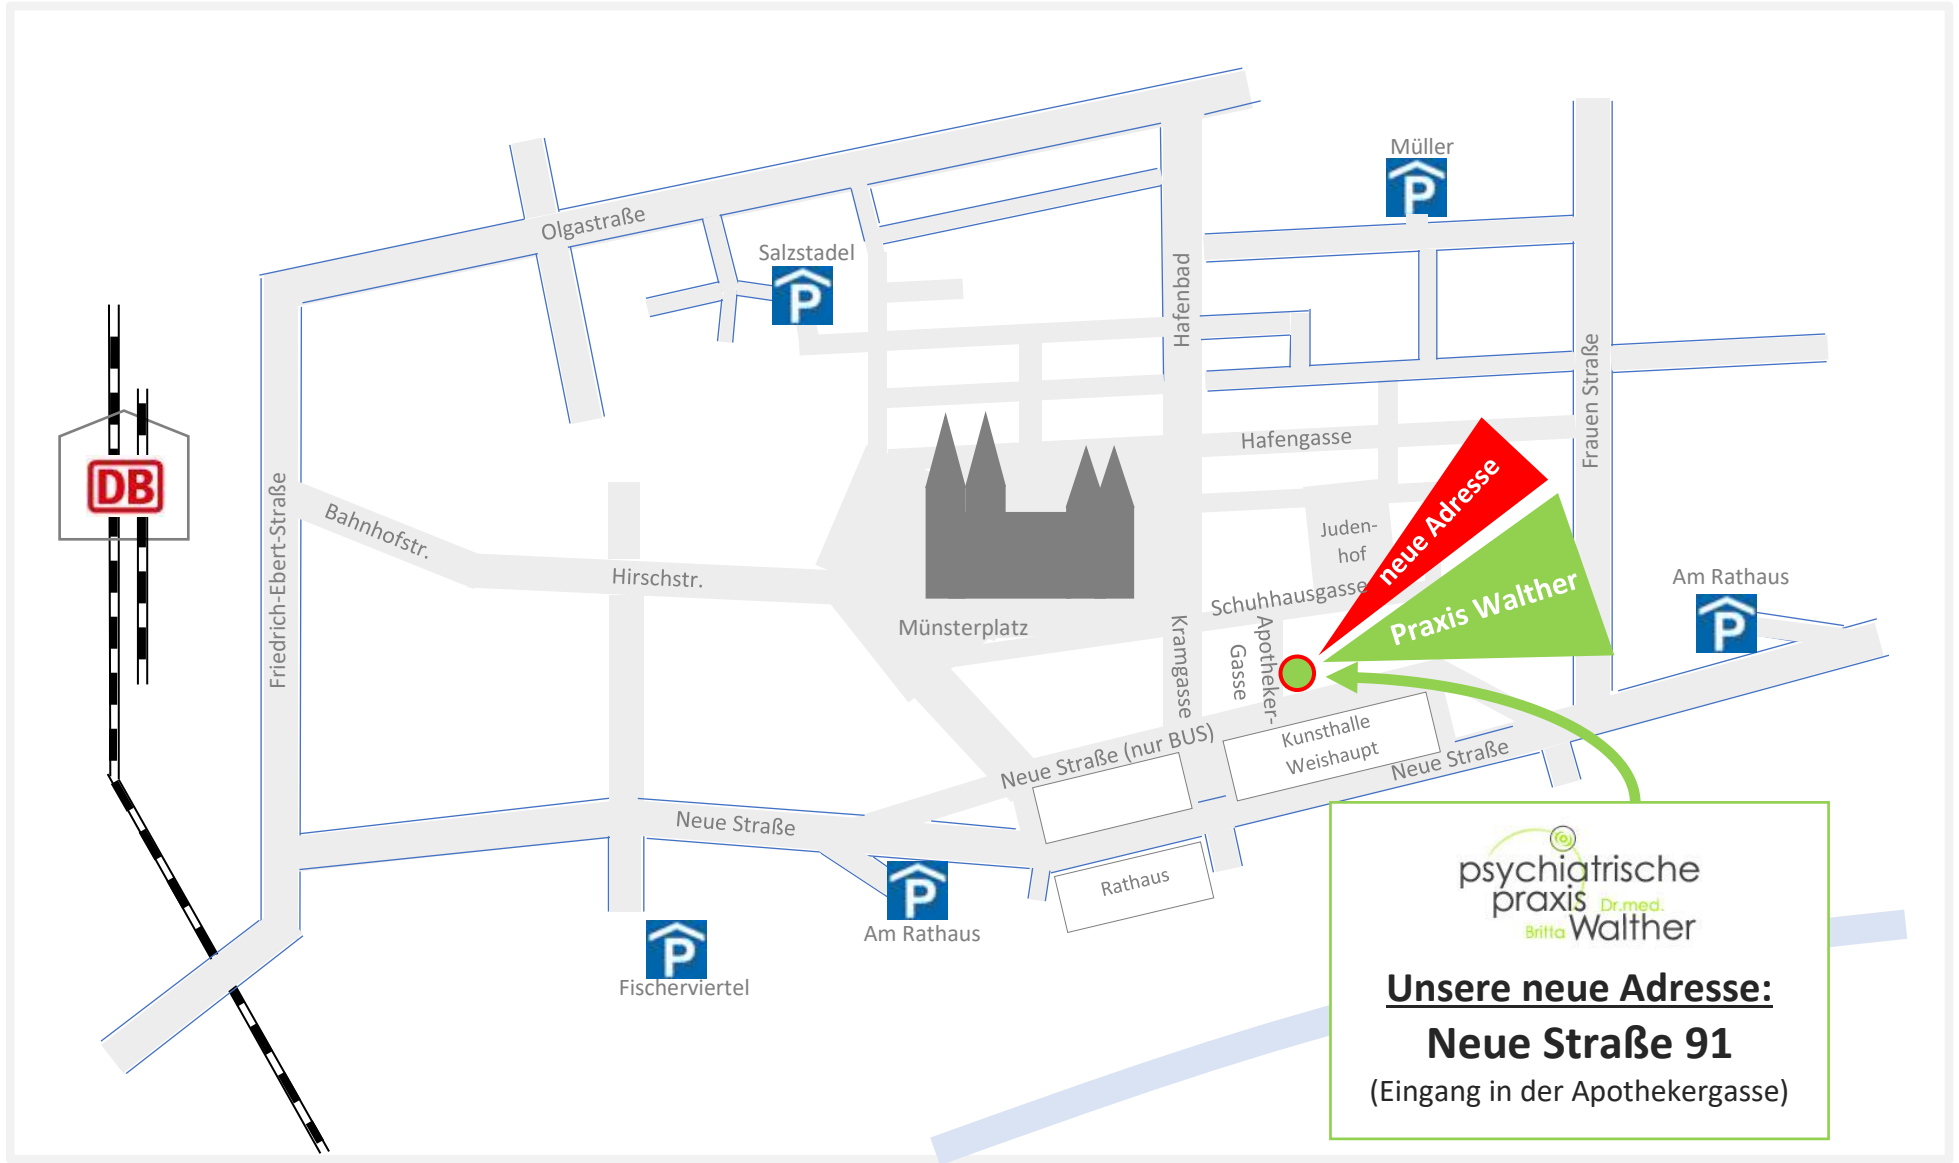 Müller
P
Olgastraße
Salzstadel
P
Hafenbad
Frauen Straße
Hafengasse
DB
Friedrich-Ebert-Straße
Bahnhofstr.
Hirschstr.
Juden-
hof
neue Adresse
Praxis Walther
Schuhhausgasse
Am Rathaus
P
Münsterplatz
Kramgasse
Apotheker-
Gasse
Neue Straße (nur BUS)
Kunsthalle
Weishaupt
Neue Straße
Neue Straße
Rathaus
P
Am Rathaus
P
Fischerviertel
psychiatrische
praxis Dr.med.
Britta Walther
Unsere neue Adresse:
Neue Straße 91
(Eingang in der Apothekergasse)